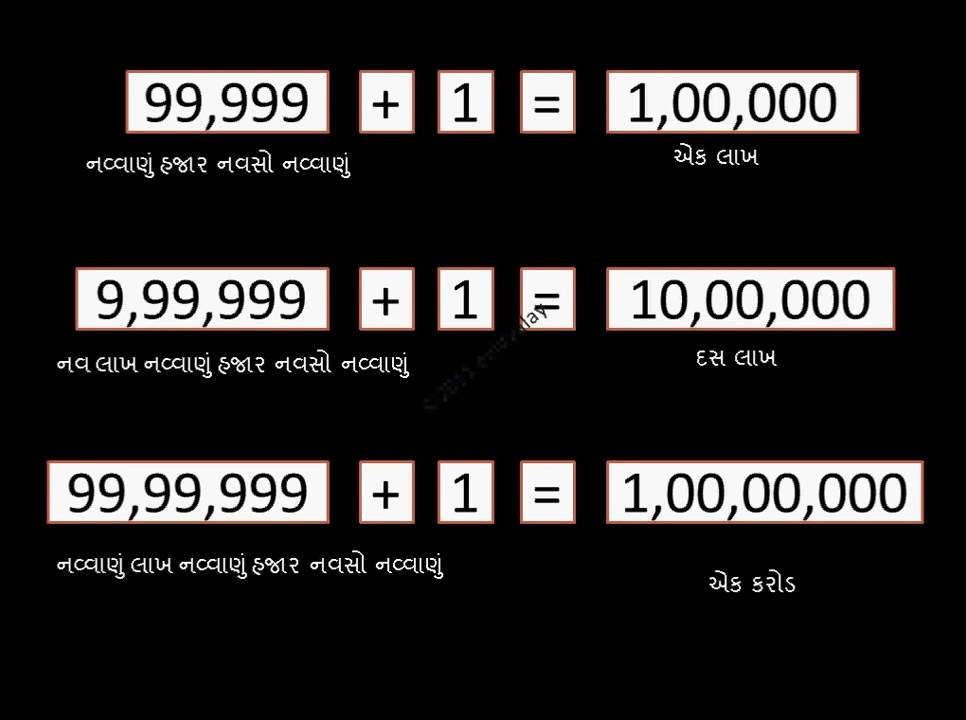 99,999 + 1 = 1,00,000
નવ્વાણું હજાર નવસો નવ્વાણું એક લાખ
9,99,999 + 1 = 10,00,000
નવ લાખ નવ્વાણું હજાર નવસો નવ્વાણું દસ લાખ
99,99,999 + 1 = 1,00,00,000
નવ્વાણું લાખ નવ્વાણું હજાર નવસો નવ્વાણું એક કરોડ